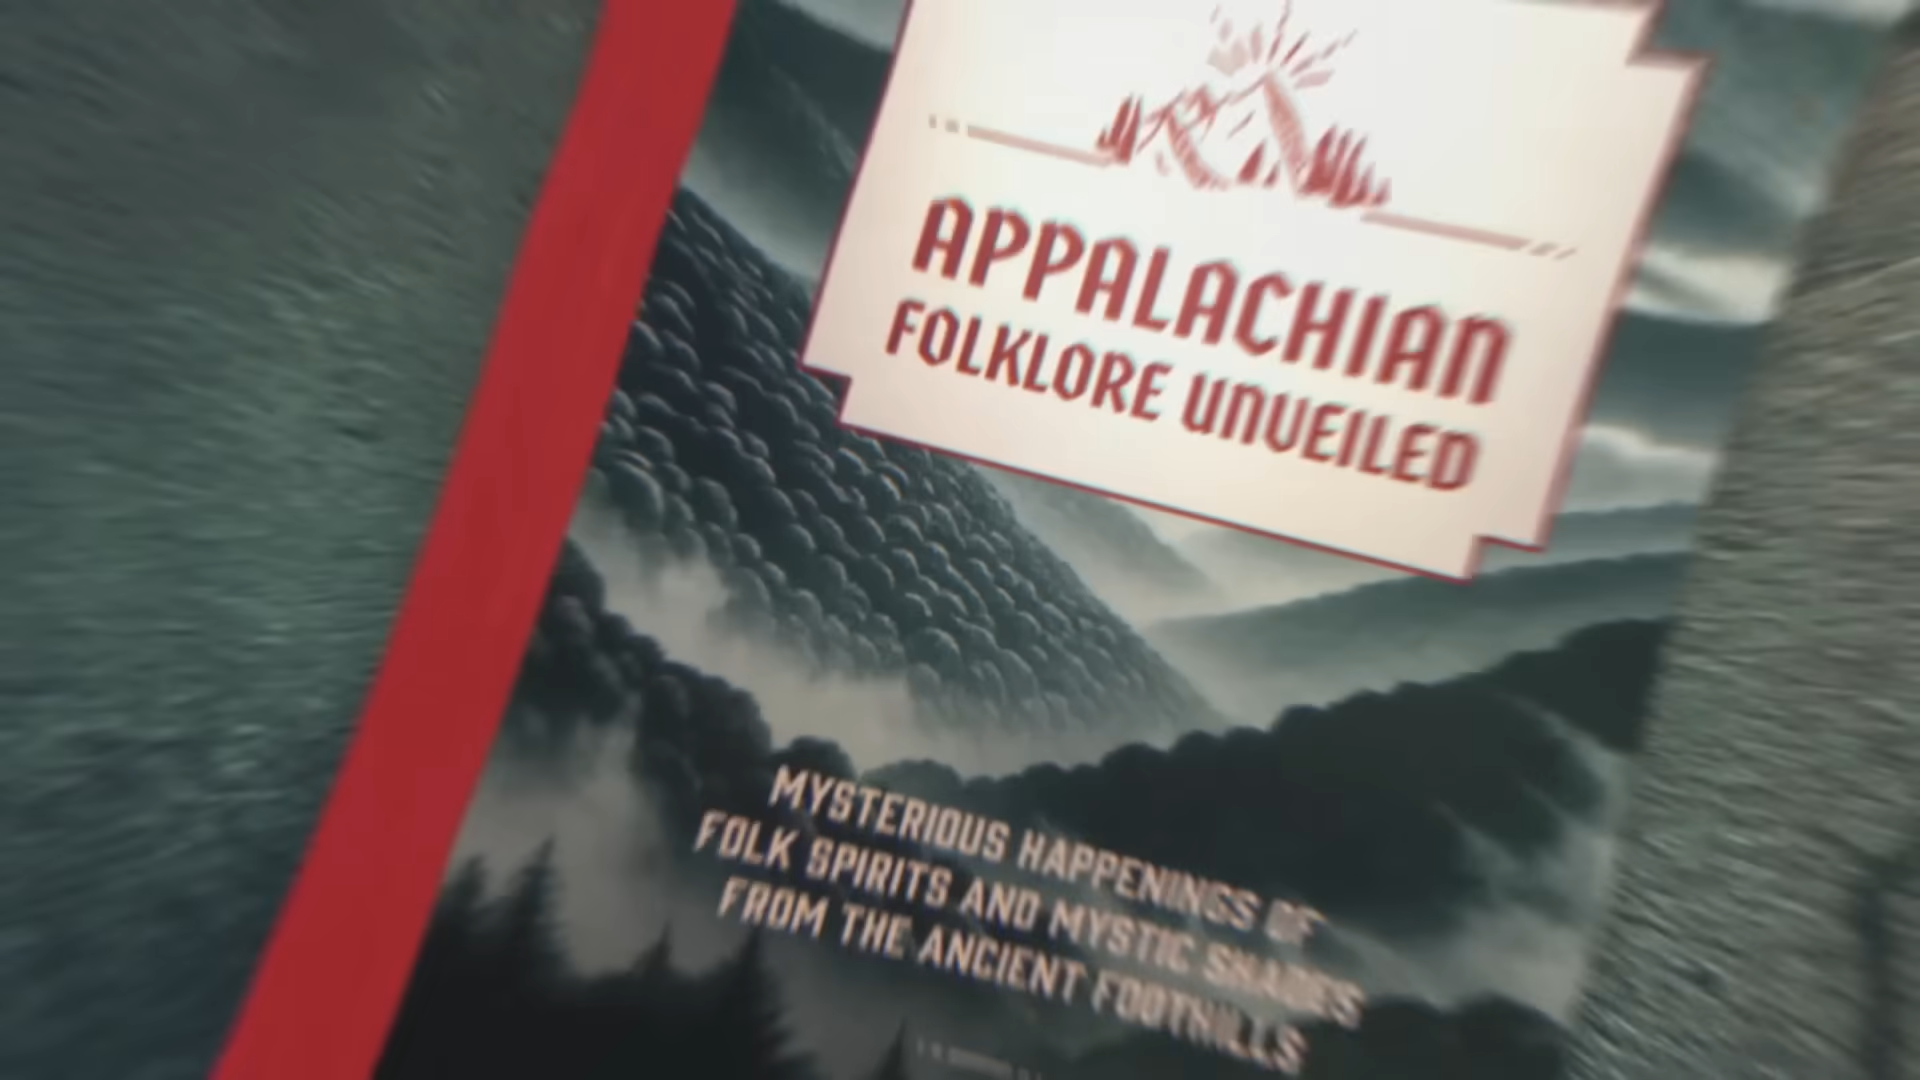 APPALACHIAN
FOLKLORE UNVEILED
MYSTERIOUS HAPPENINGS OF
FOLK SPIRITS AND MYSTIC SHADES
FROM THE ANCIENT FOOTHILLS